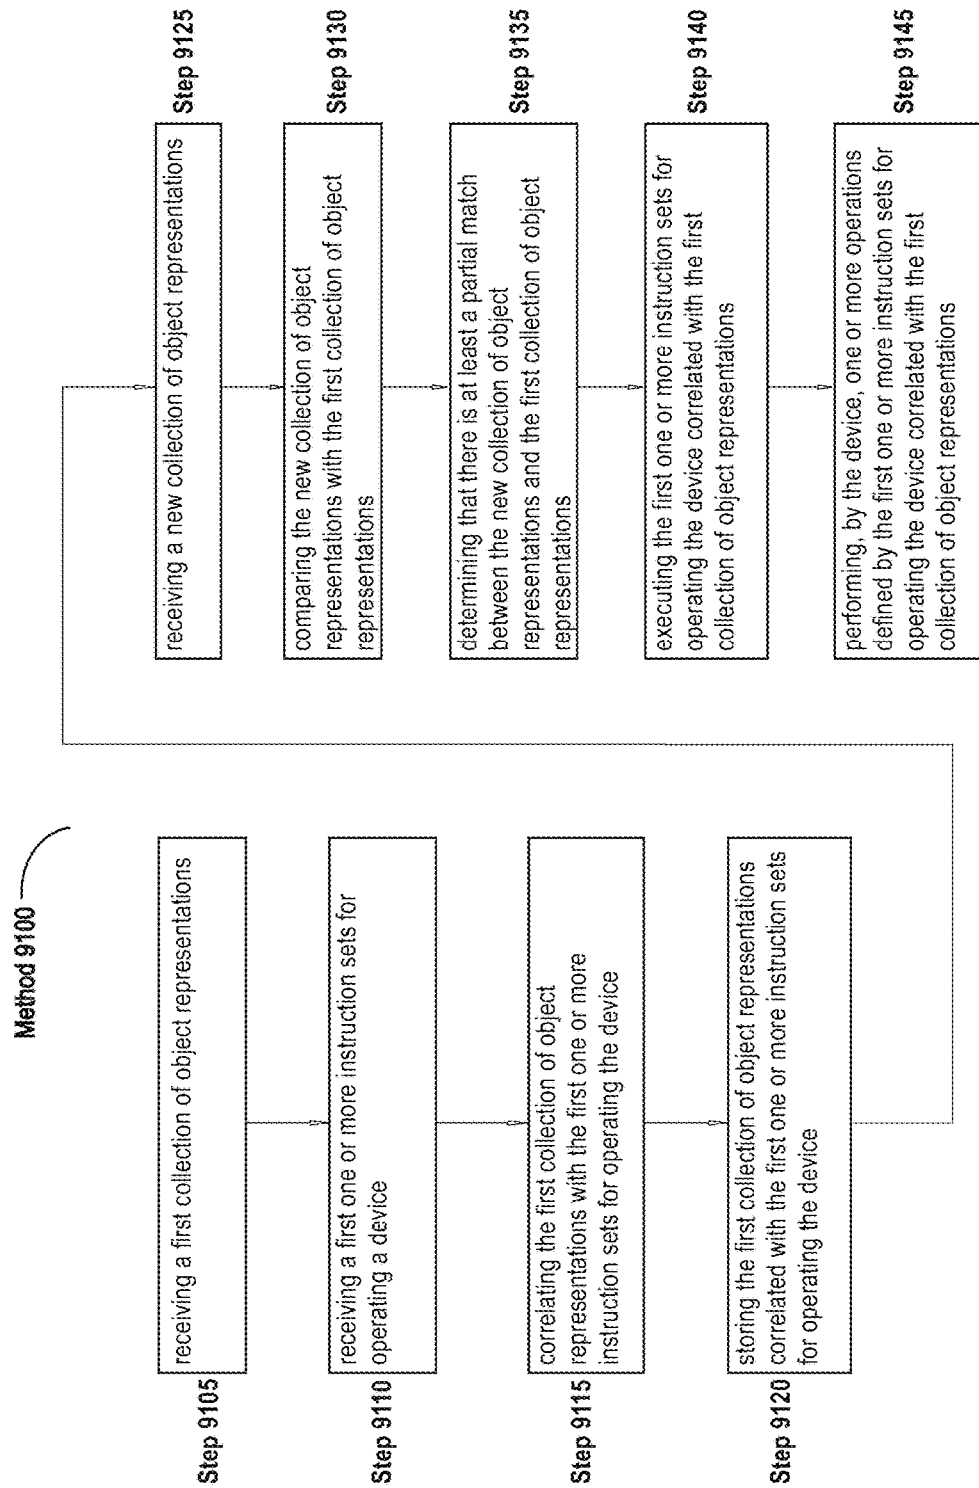 Method 9100
Step 9105
receiving a first collection of object representations
Step 9110
receiving a first one or more instruction sets for
operating a device
Step 9115
correlating the first collection of object
representations with the first one or more
instruction sets for operating the device
Step 9120
storing the first collection of object representations
correlated with the first one or more instruction sets
for operating the device
receiving a new collection of object representations
Step 9125
comparing the new collection of object
representations with the first collection of object
representations
Step 9130
determining that there is at least a partial match
between the new collection of object
representations and the first collection of object
representations
Step 9135
executing the first one or more instruction sets for
operating the device correlated with the first
collection of object representations
Step 9140
performing, by the device, one or more operations
defined by the first one or more instruction sets for
operating the device correlated with the first
collection of object representations
Step 9145